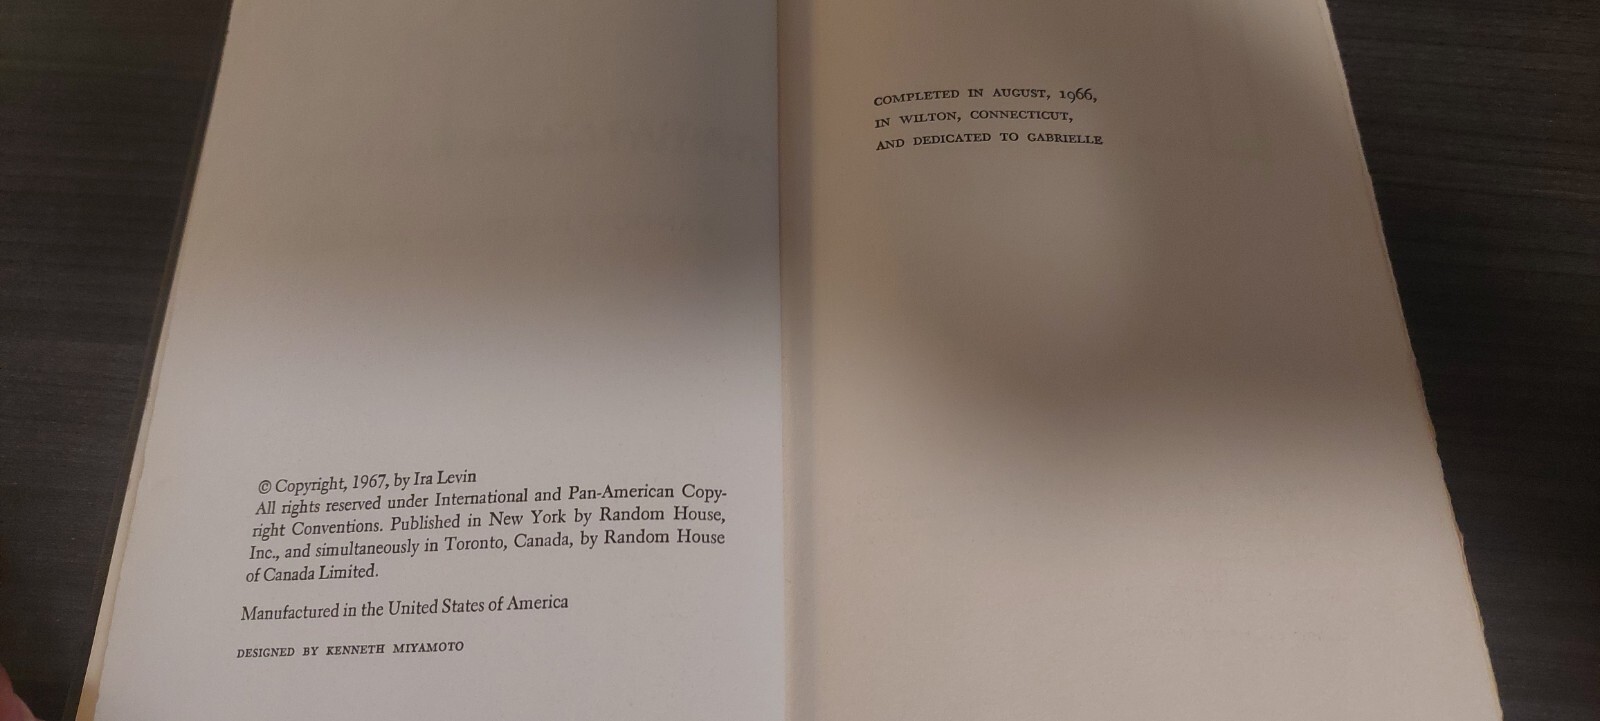 © Copyright, 1967, by Ira Levin
All rights reserved under International and Pan-American Copy-
right Conventions. Published in New York by Random House,
Inc., and simultaneously in Toronto, Canada, by Random House
of Canada Limited.
Manufactured in the United States of America
DESIGNED BY KENNETH MIYAMOTO
COMPLETED IN AUGUST, 1966,
IN WILTON, CONNECTICUT,
AND DEDICATED TO GABRIELLE